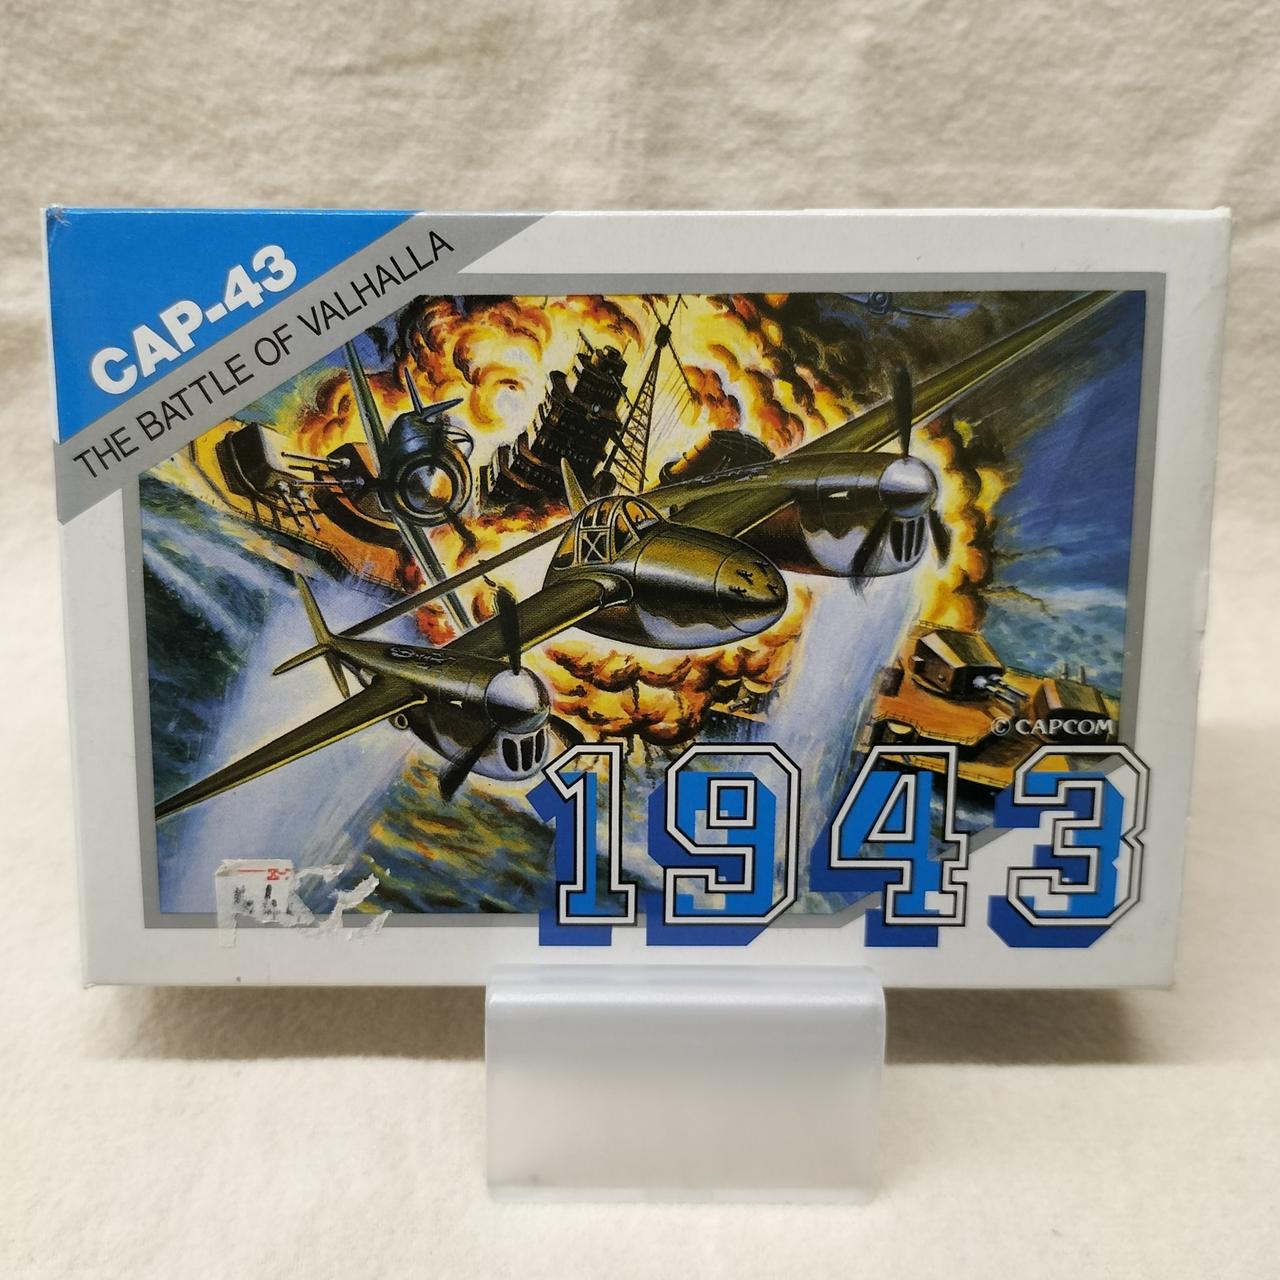 CAP-43
THE BATTLE OF VALHALLA
© CAPCOM
1943